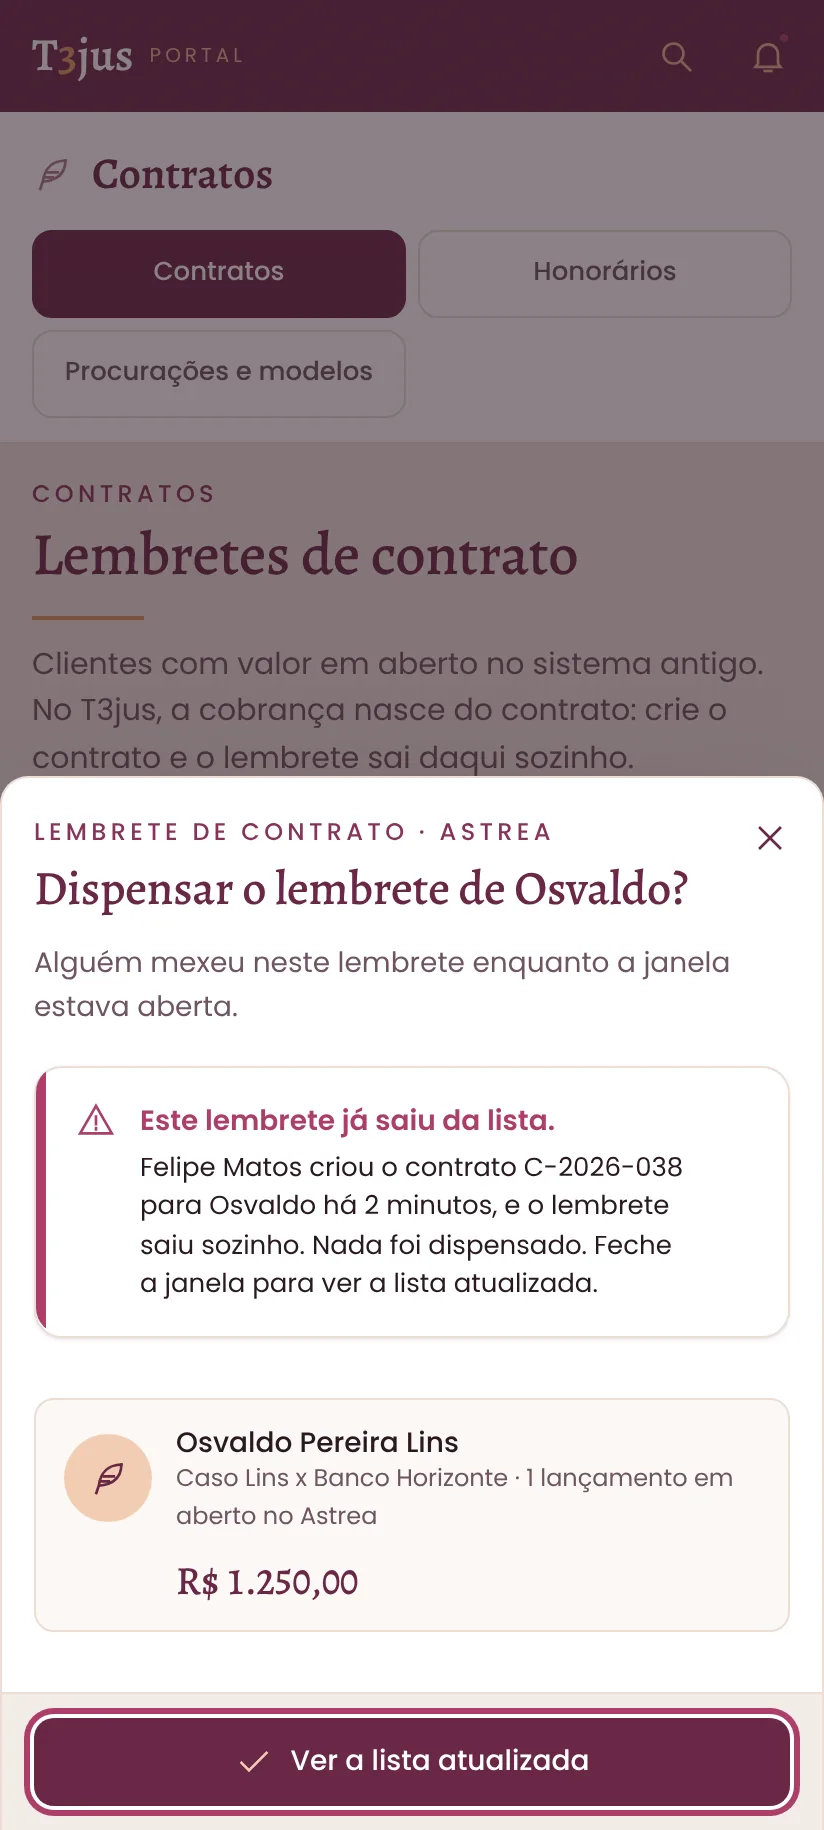 T3jus PORTAL
Contratos
Contratos
Honorários
Procurações e modelos
CONTRATOS
Lembretes de contrato
Clientes com valor em aberto no sistema antigo.
No T3jus, a cobrança nasce do contrato: crie o
contrato e o lembrete sai daqui sozinho.
LEMBRETE DE CONTRATO · ASTREA
Dispensar o lembrete de Osvaldo?
Alguém mexeu neste lembrete enquanto a janela
estava aberta.
Este lembrete já saiu da lista.
Felipe Matos criou o contrato C-2026-038
para Osvaldo há 2 minutos, e o lembrete
saiu sozinho. Nada foi dispensado. Feche
a janela para ver a lista atualizada.
Osvaldo Pereira Lins
Caso Lins x Banco Horizonte · 1 lançamento em
aberto no Astrea
R$ 1.250,00
Ver a lista atualizada